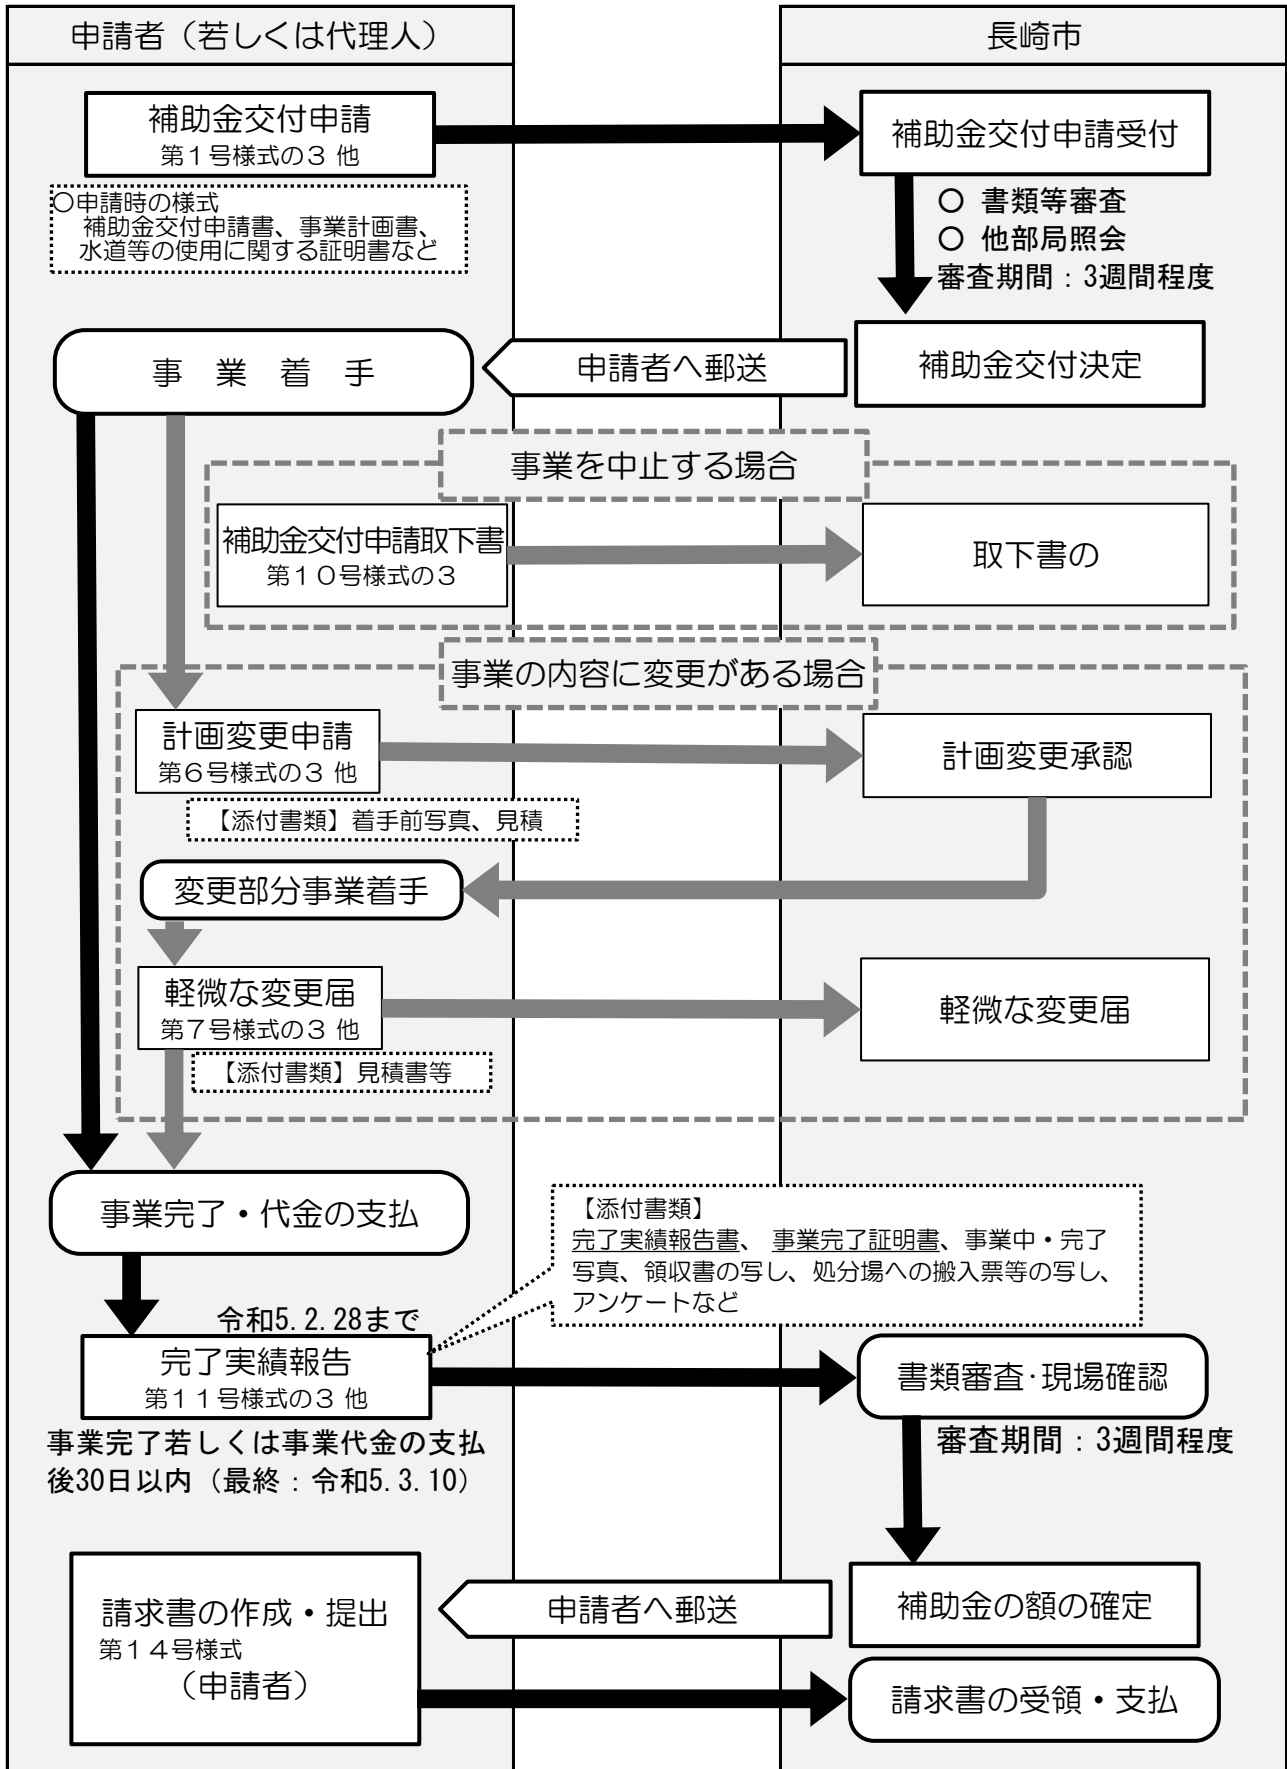 申請者（若しくは代理人）
長崎市
補助金交付申請
第１号様式の３ 他
補助金交付申請受付
○申請時の様式
補助金交付申請書、事業計画書、
水道等の使用に関する証明書など
○ 書類等審査
○ 他部局照会
審査期間：3週間程度
事 業 着 手
申請者へ郵送
補助金交付決定
事業を中止する場合
補助金交付申請取下書
第１０号様式の３
取下書の
事業の内容に変更がある場合
計画変更申請
第６号様式の３ 他
計画変更承認
【添付書類】着手前写真、見積
変更部分事業着手
軽微な変更届
第７号様式の３ 他
軽微な変更届
【添付書類】見積書等
事業完了・代金の支払
【添付書類】
完了実績報告書、 事業完了証明書、事業中・完了
写真、領収書の写し、処分場への搬入票等の写し、
アンケートなど
令和5.2.28まで
完了実績報告
第１１号様式の３ 他
書類審査･現場確認
事業完了若しくは事業代金の支払
後30日以内（最終：令和5.3.10）
審査期間：3週間程度
請求書の作成・提出
第１４号様式
（申請者）
申請者へ郵送
補助金の額の確定
請求書の受領・支払